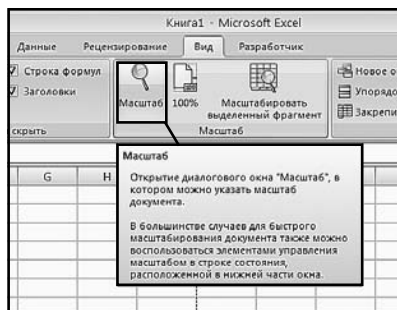 Книга1 - Microsoft Excel
Данные Рецензирование Вид Разработчик
Строка формул
Заголовки
скрыть
Масштаб
100%
Масштабировать
выделенный фрагмент
Масштаб
Новое о
Упорядо
Закрепи
Масштаб
Открытие диалогового окна "Масштаб", в
котором можно указать масштаб
документа.
В большинстве случаев для быстрого
масштабирования документа также можно
воспользоваться элементами управления
масштабом в строке состояния,
расположенной в нижней части окна.
G H